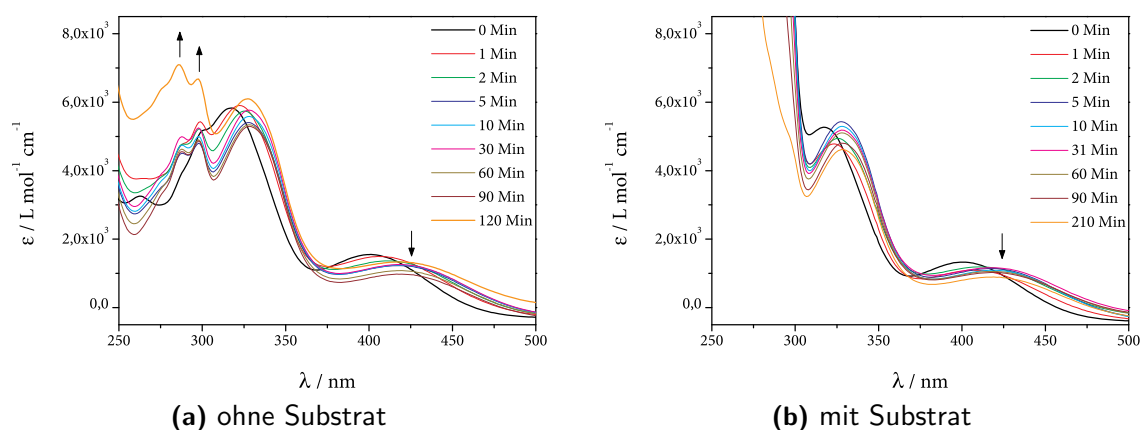 8,0x10³
6,0x10³
4,0x10³
2,0x10³
0,0
ε / L mol⁻¹ cm⁻¹
250 300 350 400 450 500
λ / nm
0 Min
1 Min
2 Min
5 Min
10 Min
30 Min
60 Min
90 Min
120 Min
(a) ohne Substrat
8,0x10³
6,0x10³
4,0x10³
2,0x10³
0,0
ε / L mol⁻¹ cm⁻¹
250 300 350 400 450 500
λ / nm
0 Min
1 Min
2 Min
5 Min
10 Min
31 Min
60 Min
90 Min
210 Min
(b) mit Substrat